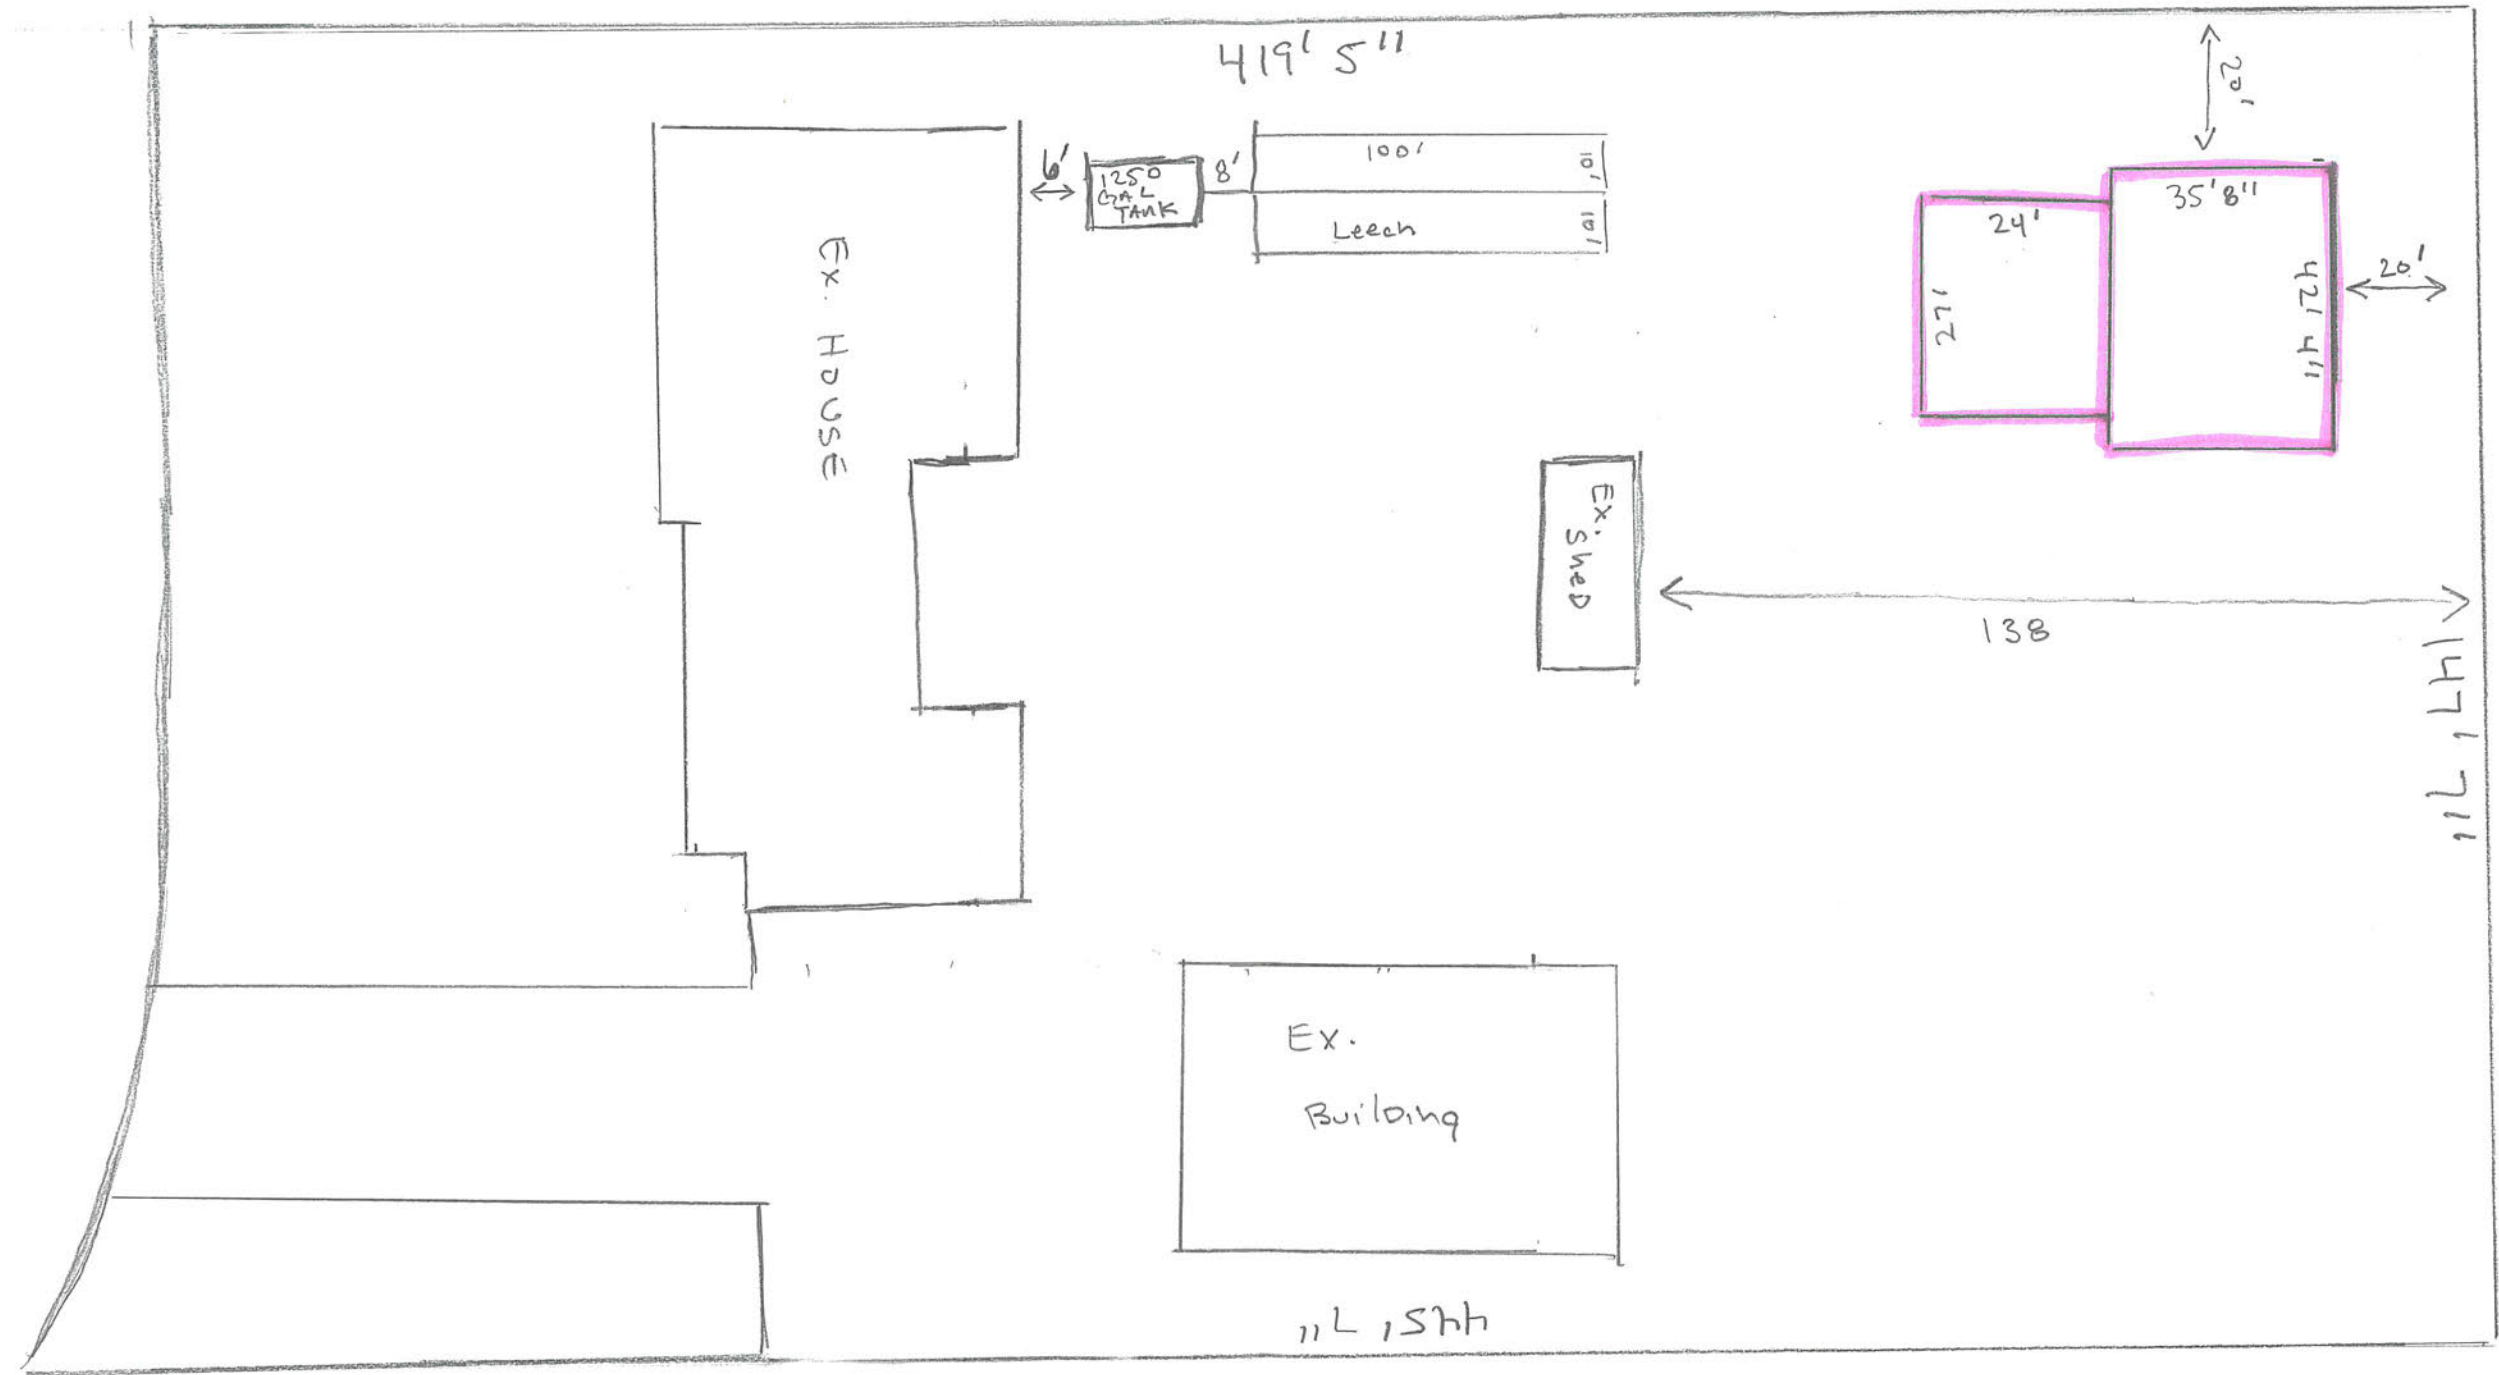 419' 5"
20'
6'
1250
GAL
TANK
8'
100'
10'
Leech
10'
35'8"
24'
27'
42' 4"
20'
Ex. House
Ex. Shed
138
147' 7"
Ex.
Building
445' 7"